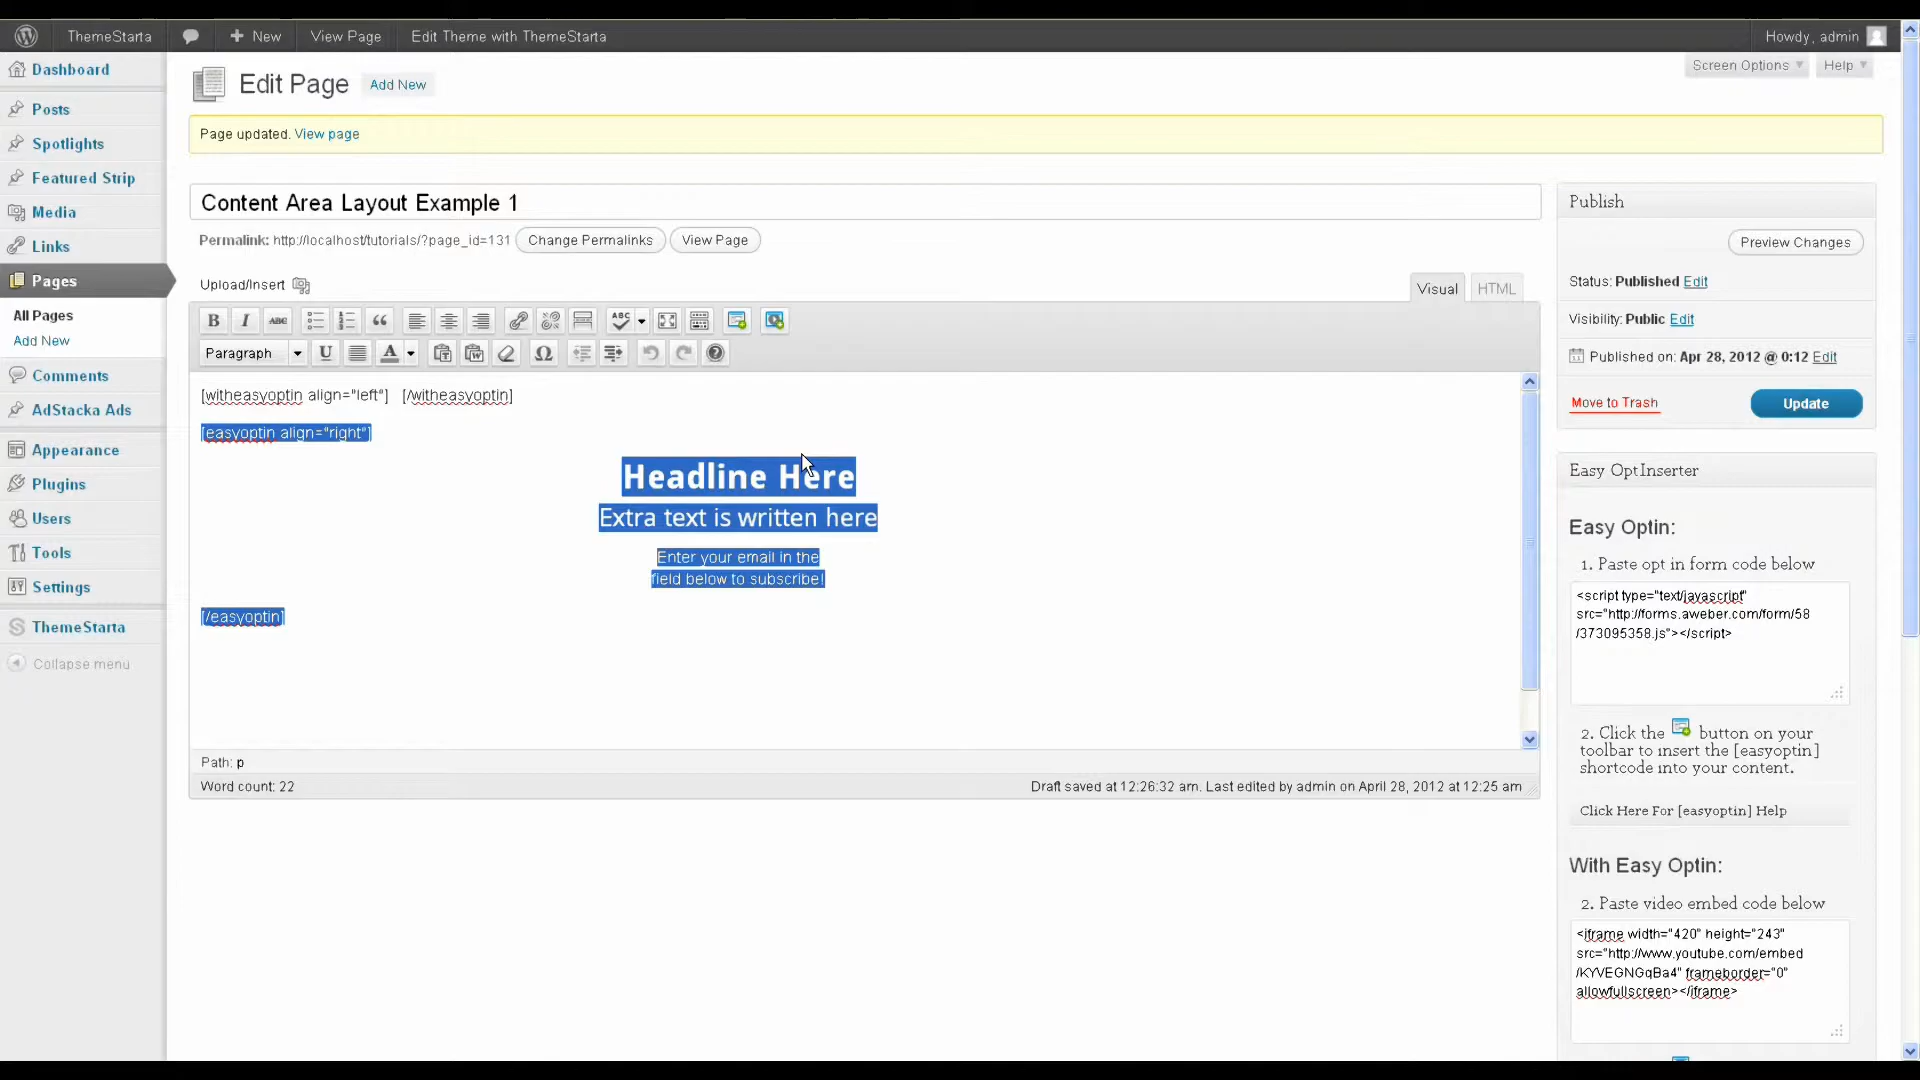 ThemeStarta New View Page Edit Theme with ThemeStarta Howdy, admin
Screen Options Help
Dashboard
Posts
Spotlights
Featured Strip
Media
Links
Pages
All Pages
Add New
Comments
AdStacka Ads
Appearance
Plugins
Users
Tools
Settings
ThemeStarta
Collapse menu
Edit Page Add New
Page updated. View page
Content Area Layout Example 1
Permalink: http://localhost/tutorials/?page_id=131 Change Permalinks View Page
Upload/Insert
Visual HTML
B I ABC ABC
Paragraph U A
[witheasyoptin align="left"] [/witheasyoptin]
[easyoptin align="right"]
Headline Here
Extra text is written here
Enter your email in the
field below to subscribe!
[/easyoptin]
Path: p
Word count: 22 Draft saved at 12:26:32 am. Last edited by admin on April 28, 2012 at 12:25 am
Publish
Preview Changes
Status: Published Edit
Visibility: Public Edit
Published on: Apr 28, 2012 @ 0:12 Edit
Move to Trash Update
Easy OptInserter
Easy Optin:
1. Paste opt in form code below
<script type="text/javascript"
src="http://forms.aweber.com/form/58
/373095358.js"></script>
2. Click the button on your
toolbar to insert the [easyoptin]
shortcode into your content.
Click Here For [easyoptin] Help
With Easy Optin:
2. Paste video embed code below
<iframe width="420" height="243"
src="http://www.youtube.com/embed
/KYVEGNGqBa4" frameborder="0"
allowfullscreen></iframe>